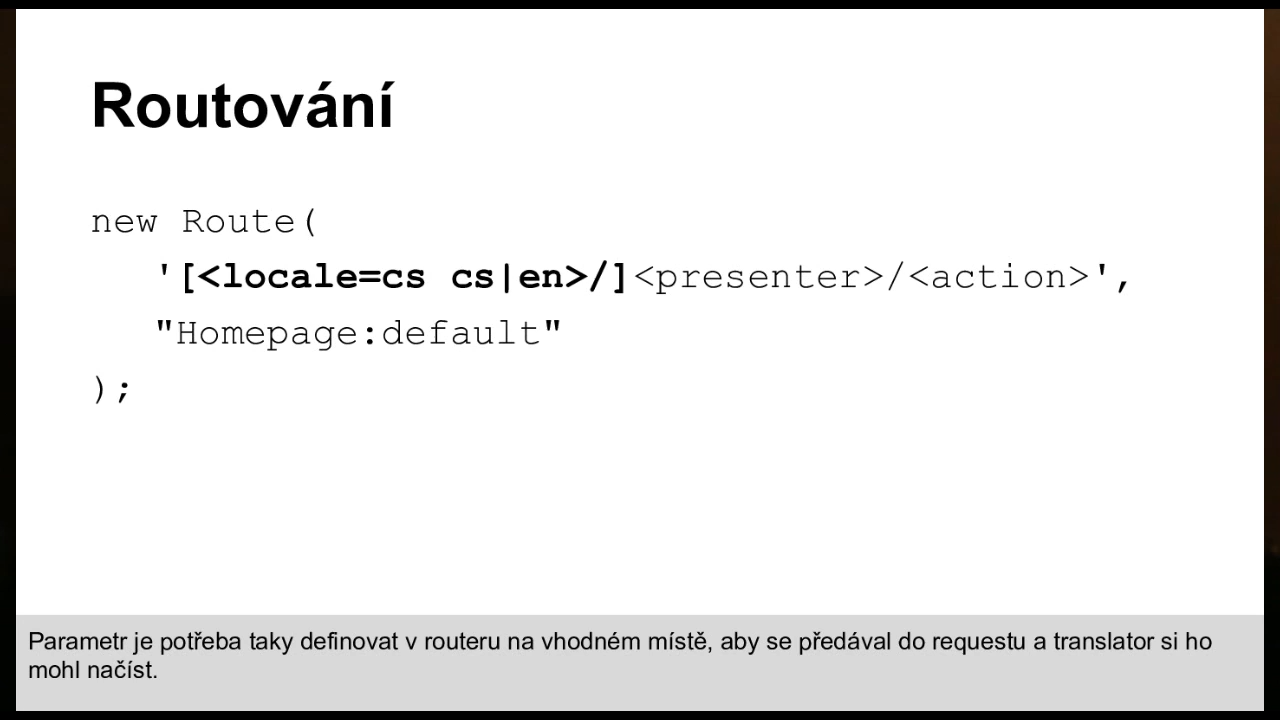 Routování
new Route(
'[<locale=cs cs|en>/]<presenter>/<action>',
"Homepage:default"
);
Parametr je potřeba taky definovat v routeru na vhodném místě, aby se předával do requestu a translator si ho
mohl načíst.